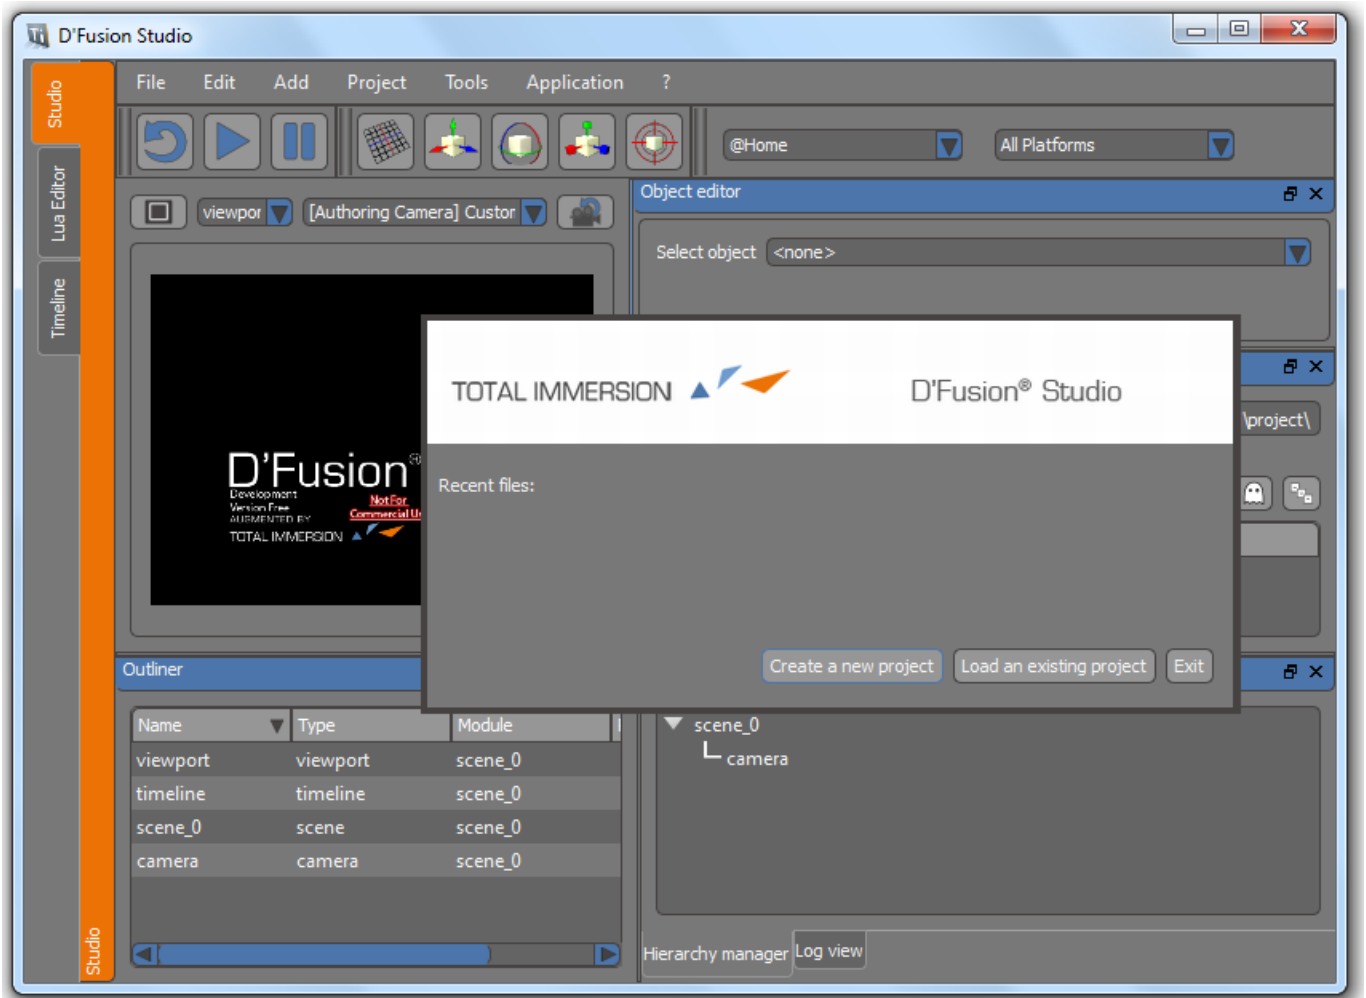 D'Fusion Studio
File Edit Add Project Tools Application ?
Studio
Lua Editor
Timeline
Studio
@Home
All Platforms
viewpor
[Authoring Camera] Custor
Object editor
Select object <none>
TOTAL IMMERSION
D'Fusion® Studio
\project\
Recent files:
D'Fusion®
Development
Version Free
AUGMENTED BY
TOTAL IMMERSION
Not For
Commercial U
Create a new project
Load an existing project
Exit
Outliner
Name Type Module
viewport viewport scene_0
timeline timeline scene_0
scene_0 scene scene_0
camera camera scene_0
scene_0
camera
Hierarchy manager
Log view